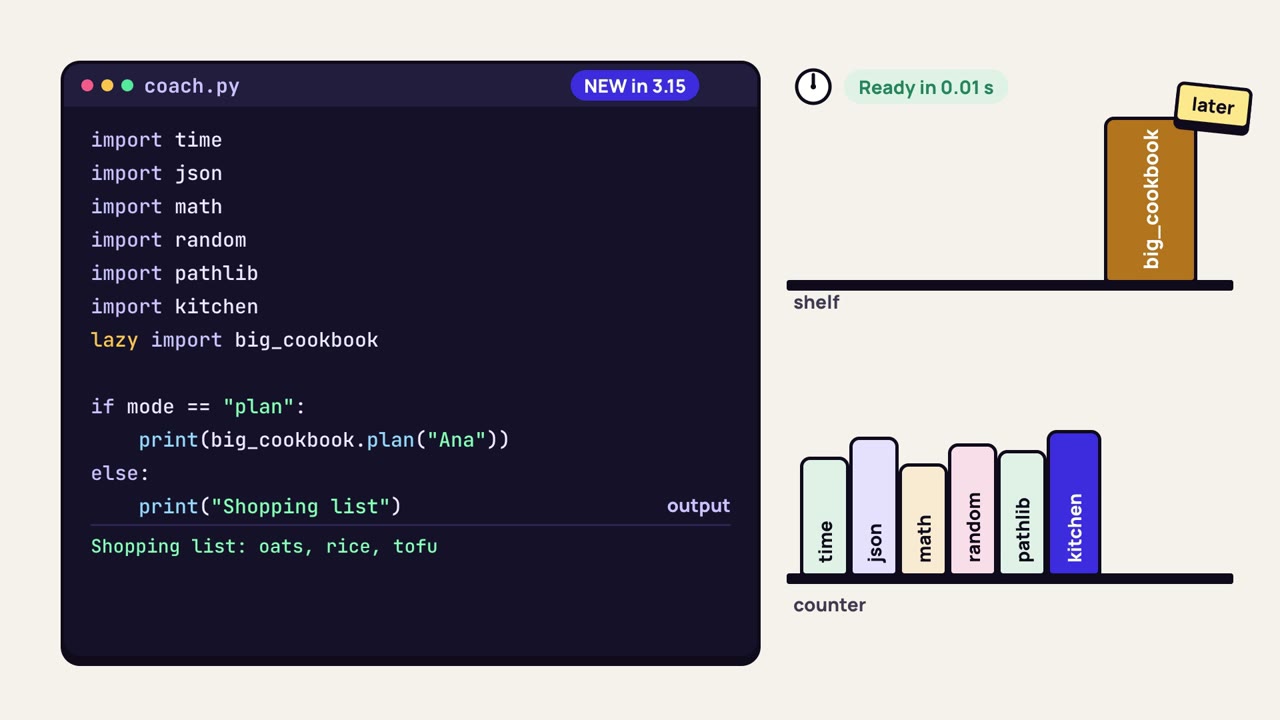 coach.py
NEW in 3.15
import time
import json
import math
import random
import pathlib
import kitchen
lazy import big_cookbook
if mode == "plan":
    print(big_cookbook.plan("Ana"))
else:
    print("Shopping list")
output
Shopping list: oats, rice, tofu
Ready in 0.01 s
later
big_cookbook
shelf
time
json
math
random
pathlib
kitchen
counter